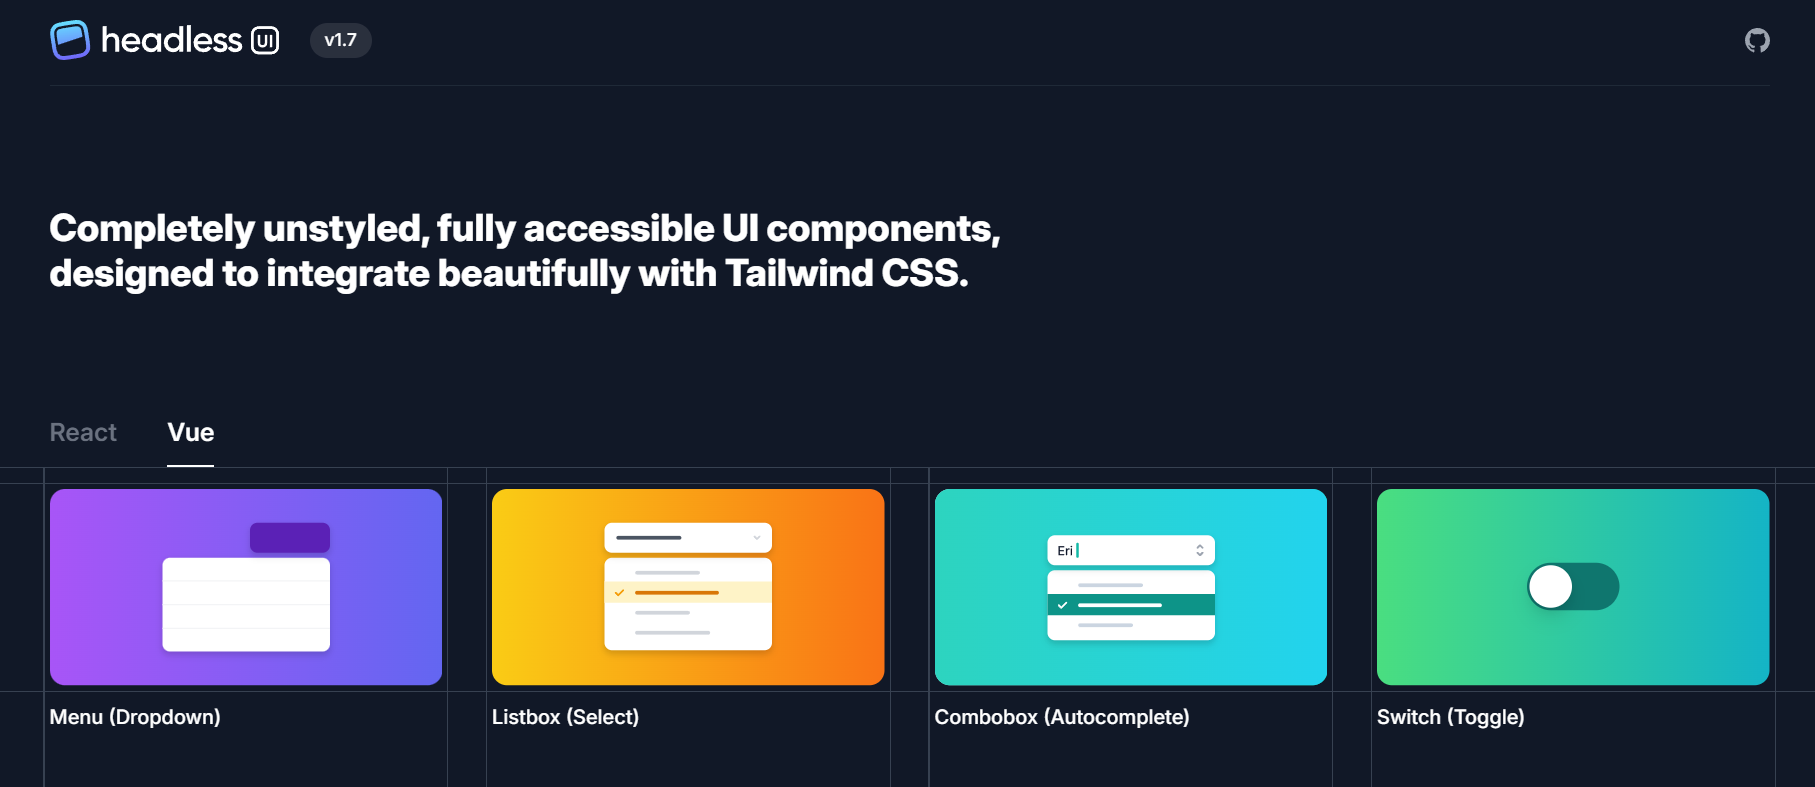 headless UI v1.7
Completely unstyled, fully accessible UI components,
designed to integrate beautifully with Tailwind CSS.
React Vue
Eri
Menu (Dropdown) Listbox (Select) Combobox (Autocomplete) Switch (Toggle)